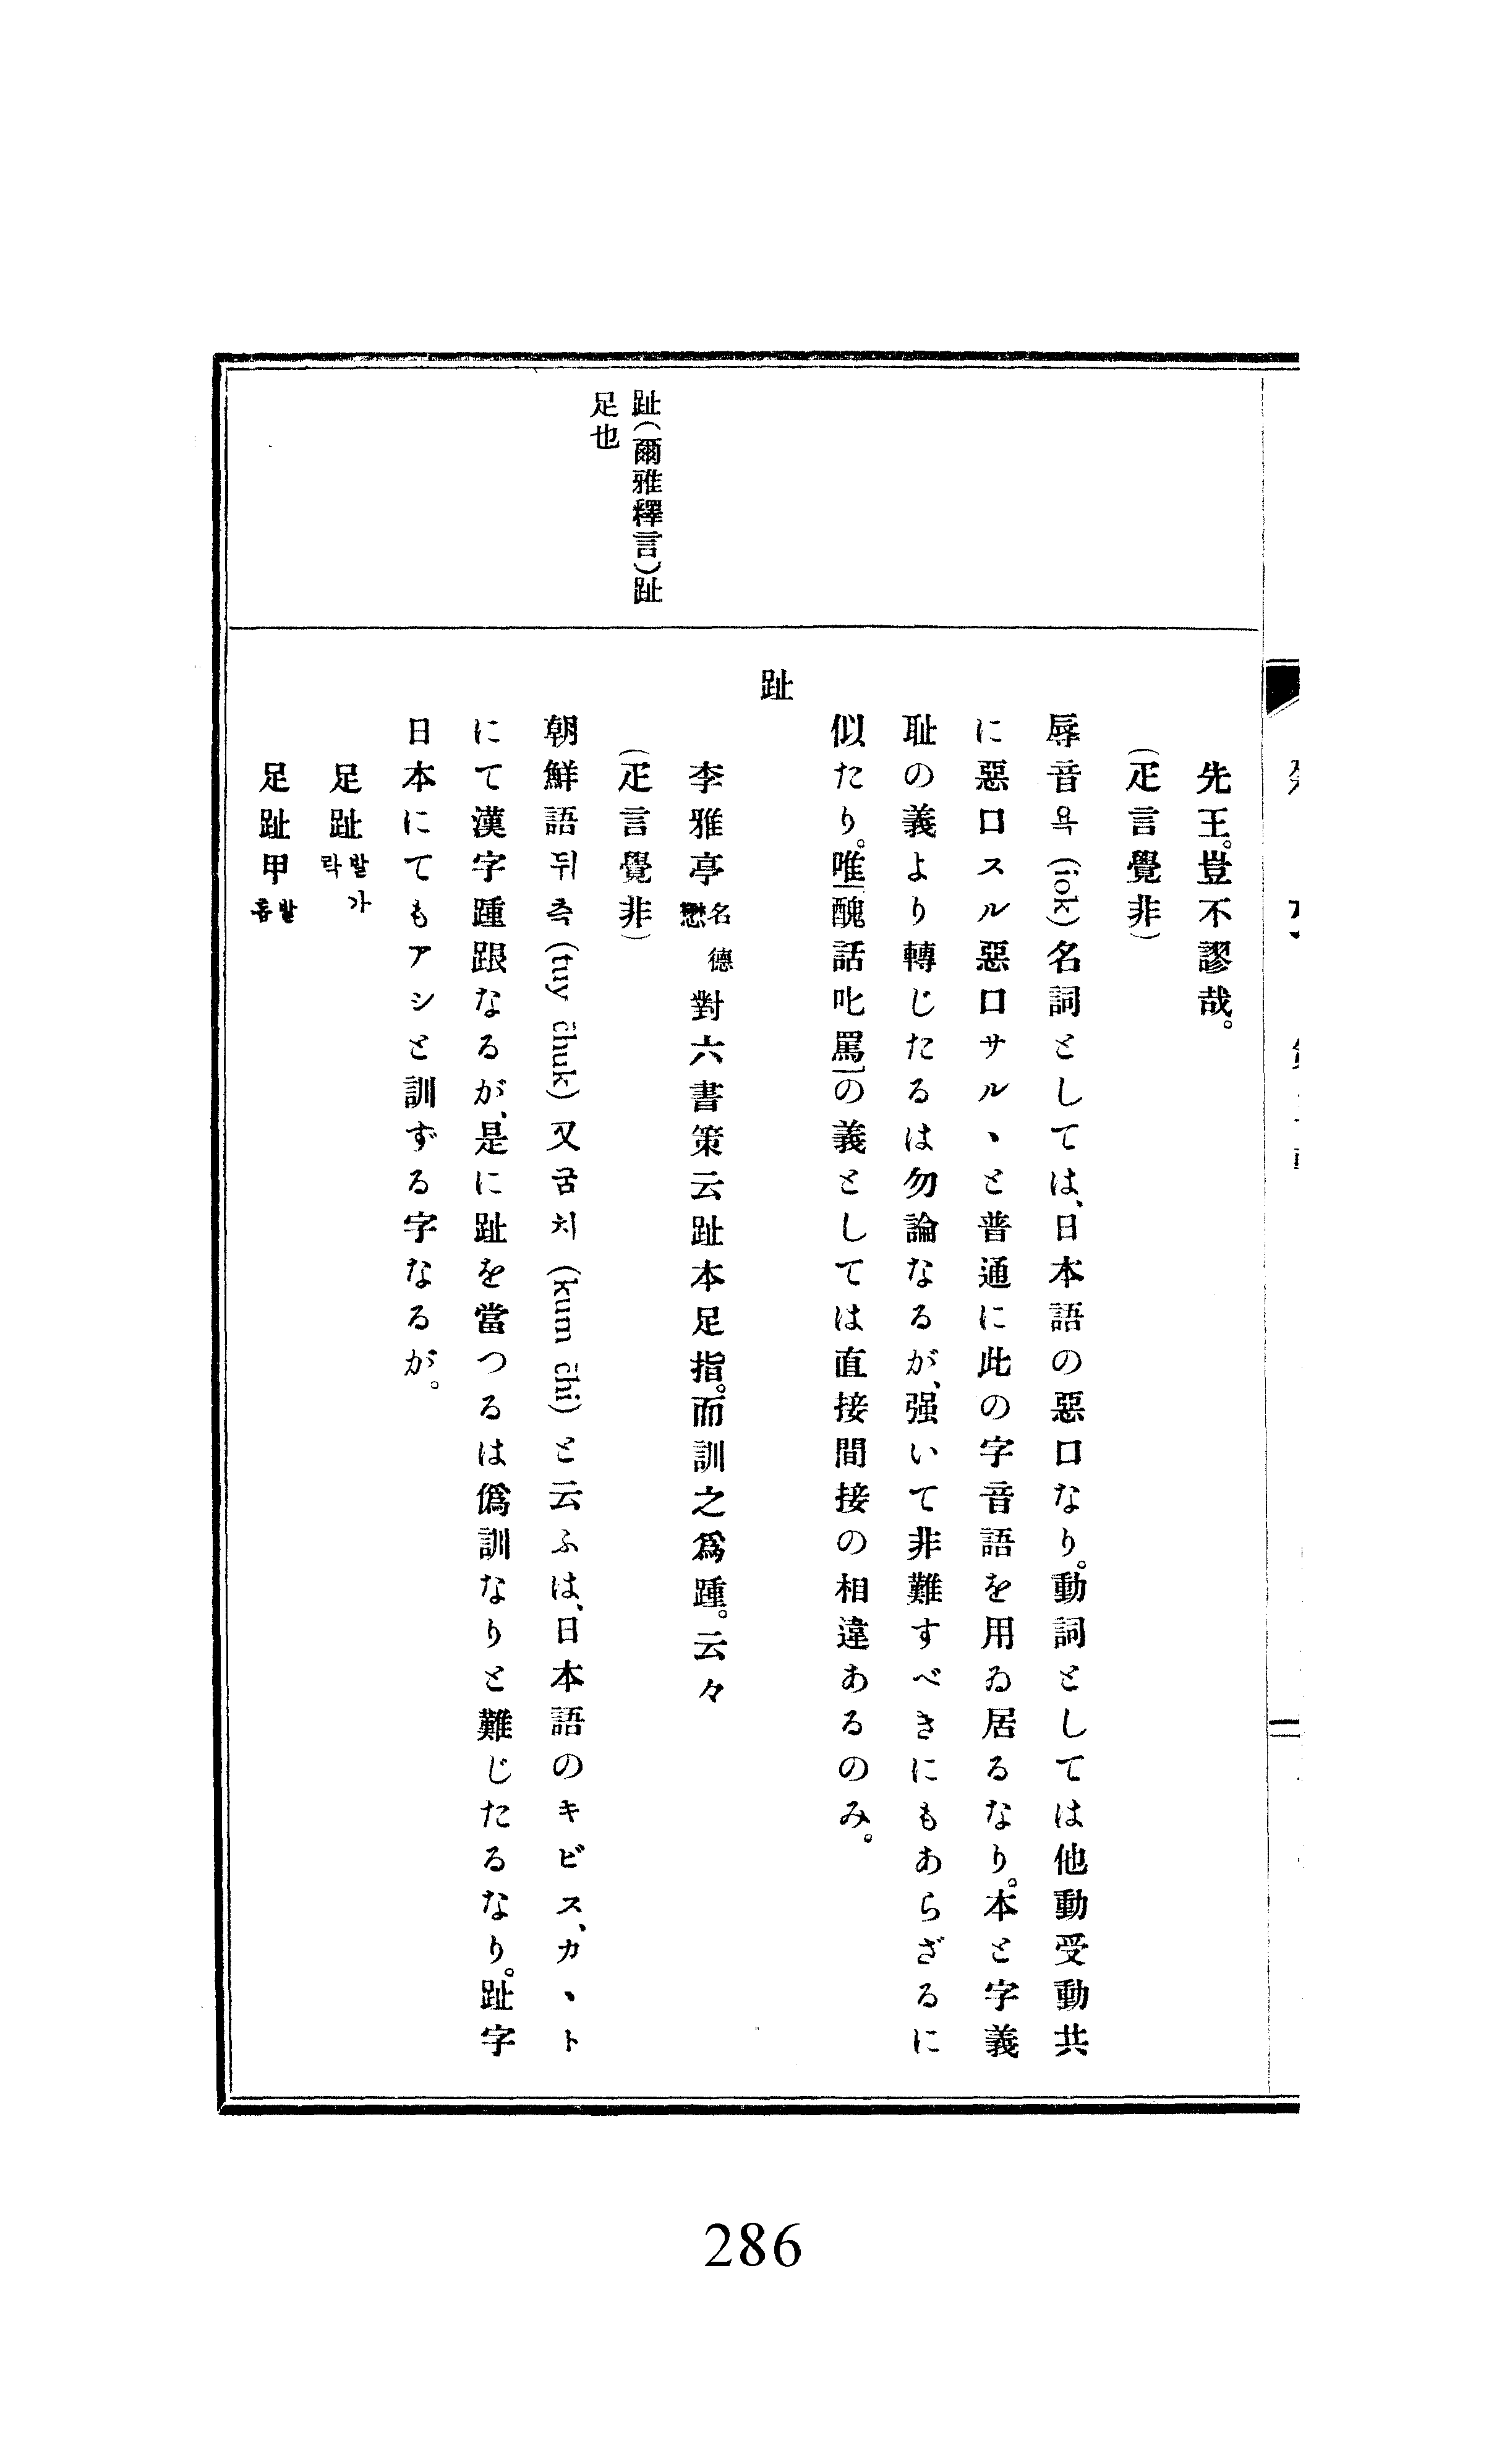 先王。豈不謬哉。
(疋言覺非)
辱音욕(iok)名詞としては、日本語の惡口なり。動詞としては他動受動共
に惡口スル惡口サルヽと普通に此の字音語を用ゐ居るなり。本と字義
耻の義より轉じたるは勿論なるが、强いて非難すべきにもあらざるに
似たり。唯「醜話叱罵」の義としては直接間接の相違あるのみ。
趾
李雅亭名德懋對六書策云趾本足指。而訓之爲踵。云々
趾(爾雅釋言)趾
足也
(疋言覺非)
朝鮮語뒤측(tuy čhuk)又굼치(kum čhi)と云ふは、日本語のキビス、カヽト
にて漢字踵跟なるが、是に趾を當つるは僞訓なりと難じたるなり。趾字
日本にてもアシと訓ずる字なるが。
足趾발가락
足趾甲발톱
二
286